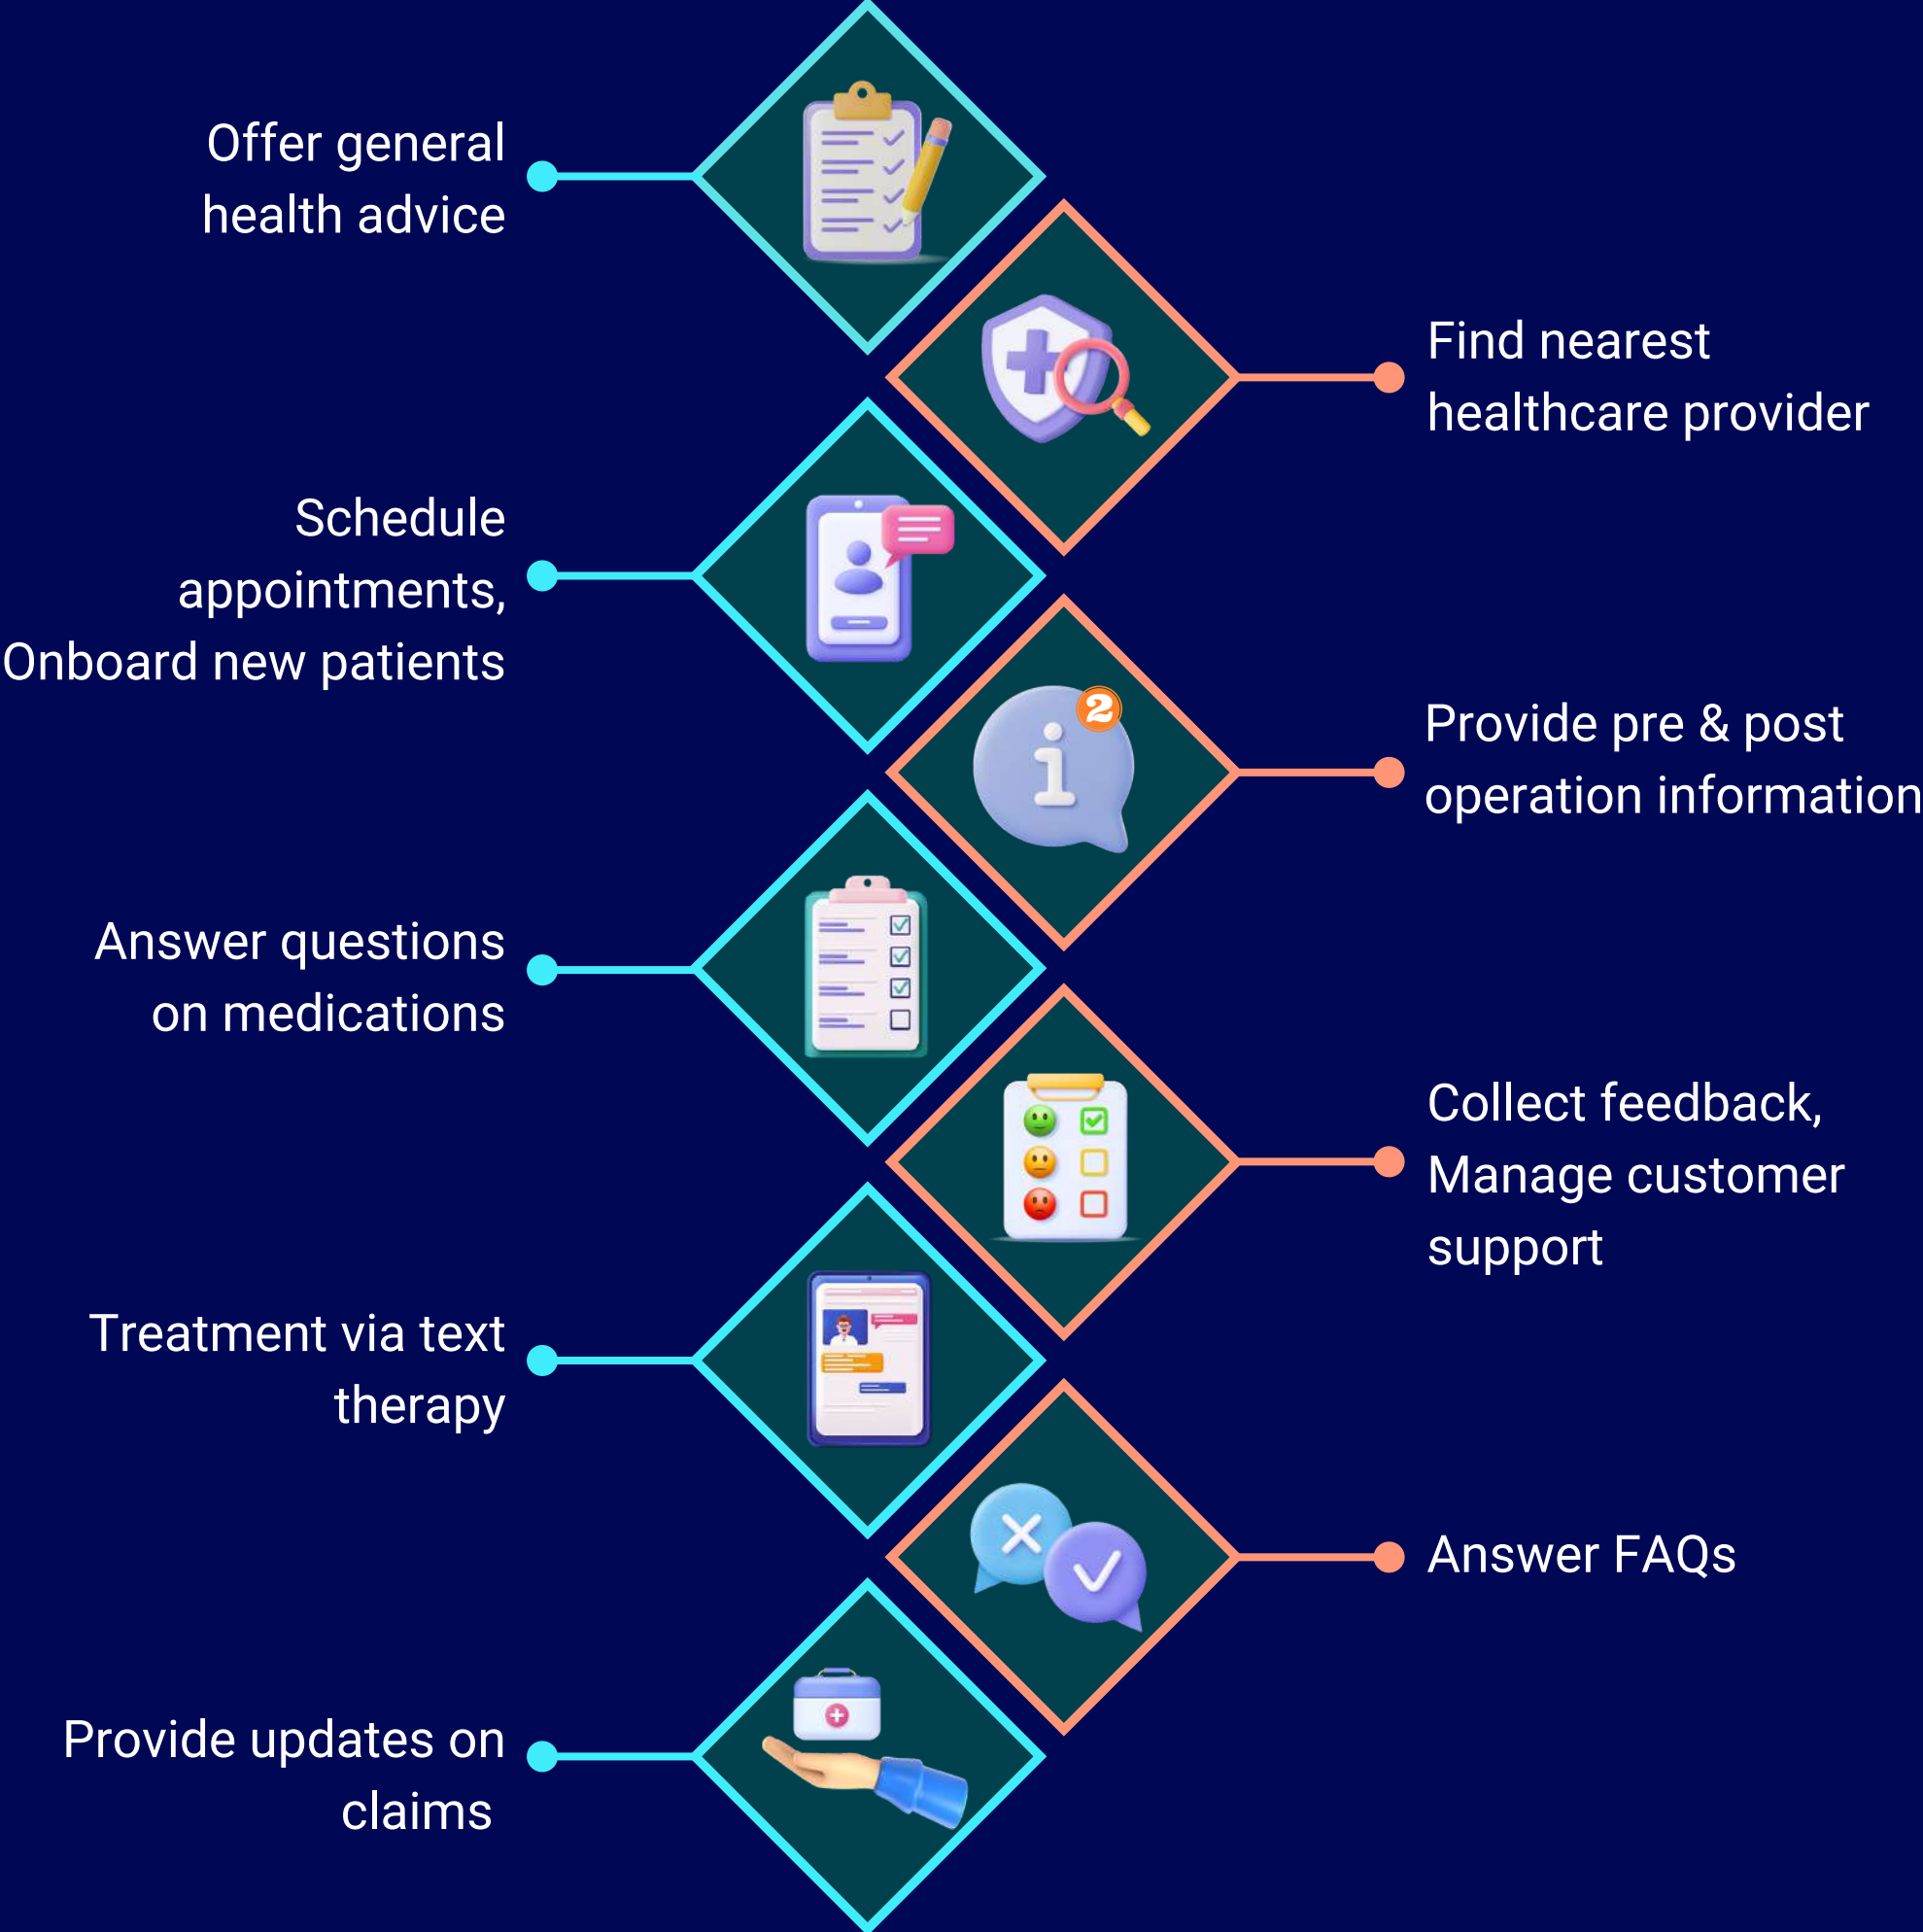 Offer general
health advice
Find nearest
healthcare provider
Schedule
appointments,
Onboard new patients
2
i
Provide pre & post
operation information
Answer questions
on medications
Collect feedback,
Manage customer
support
Treatment via text
therapy
Answer FAQs
Provide updates on
claims